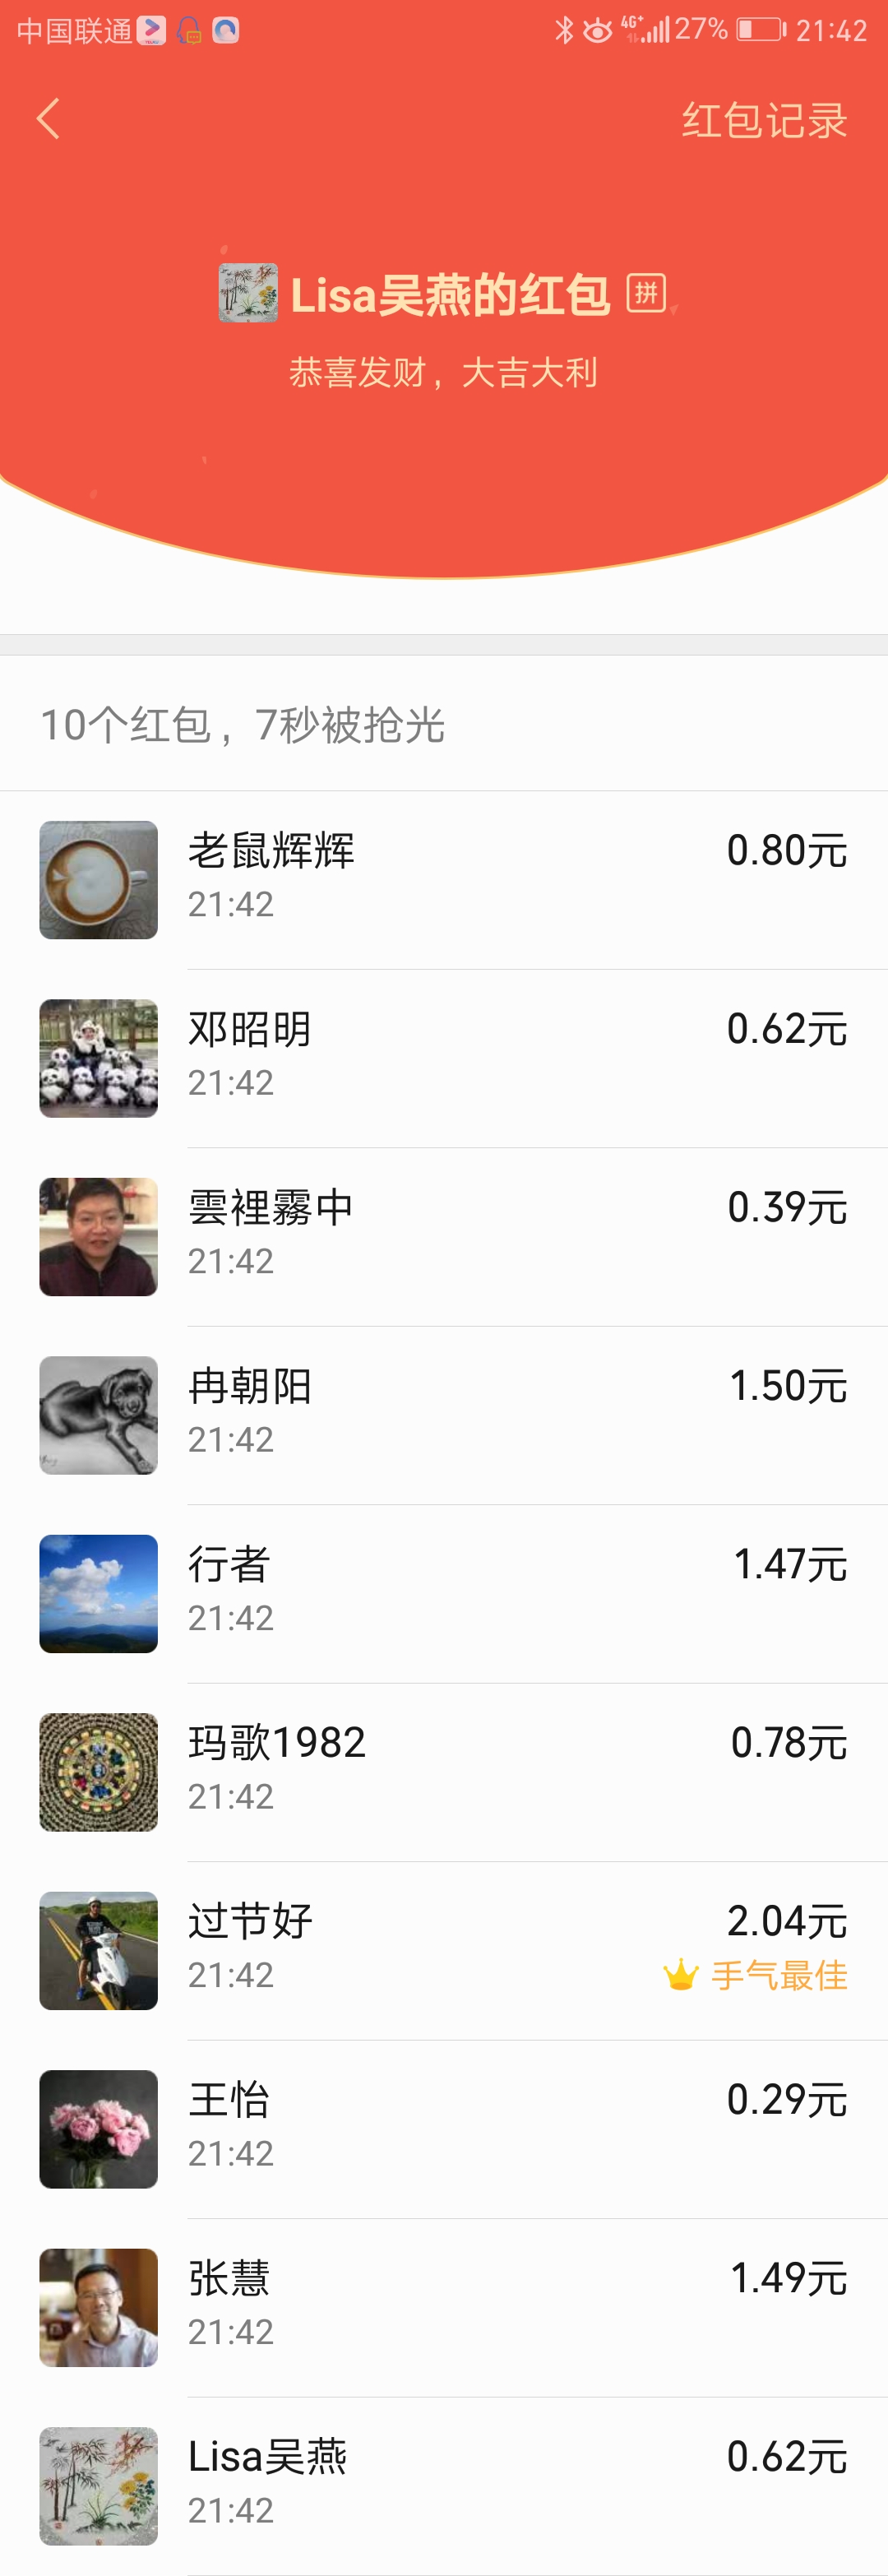 中国联通 4G+ 27% 21:42
红包记录
Lisa吴燕的红包 拼
恭喜发财，大吉大利
10个红包，7秒被抢光
老鼠辉辉 0.80元
21:42
邓昭明 0.62元
21:42
雲裡霧中 0.39元
21:42
冉朝阳 1.50元
21:42
行者 1.47元
21:42
玛歌1982 0.78元
21:42
过节好 2.04元
21:42 手气最佳
王怡 0.29元
21:42
张慧 1.49元
21:42
Lisa吴燕 0.62元
21:42